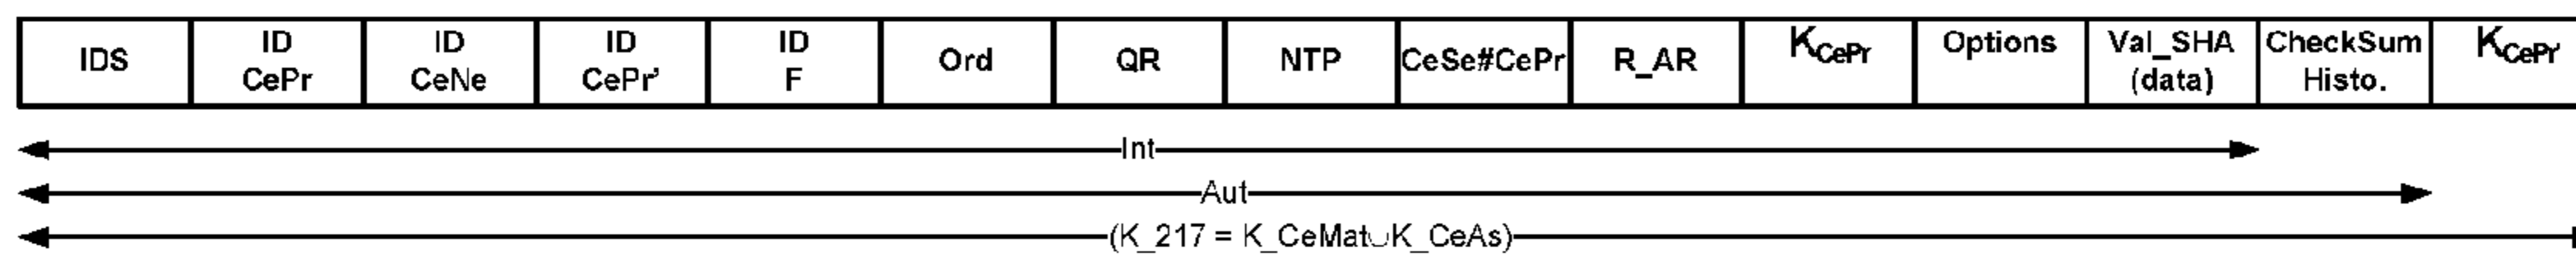 IDS
ID
CePr
ID
CeNe
ID
CePr'
ID
F
Ord
QR
NTP
CeSe#CePr
R_AR
KCePr
Options
Val_SHA
(data)
CheckSum
Histo.
KCePr'
Int
Aut
(K_217 = K_CeMat∪K_CeAs)